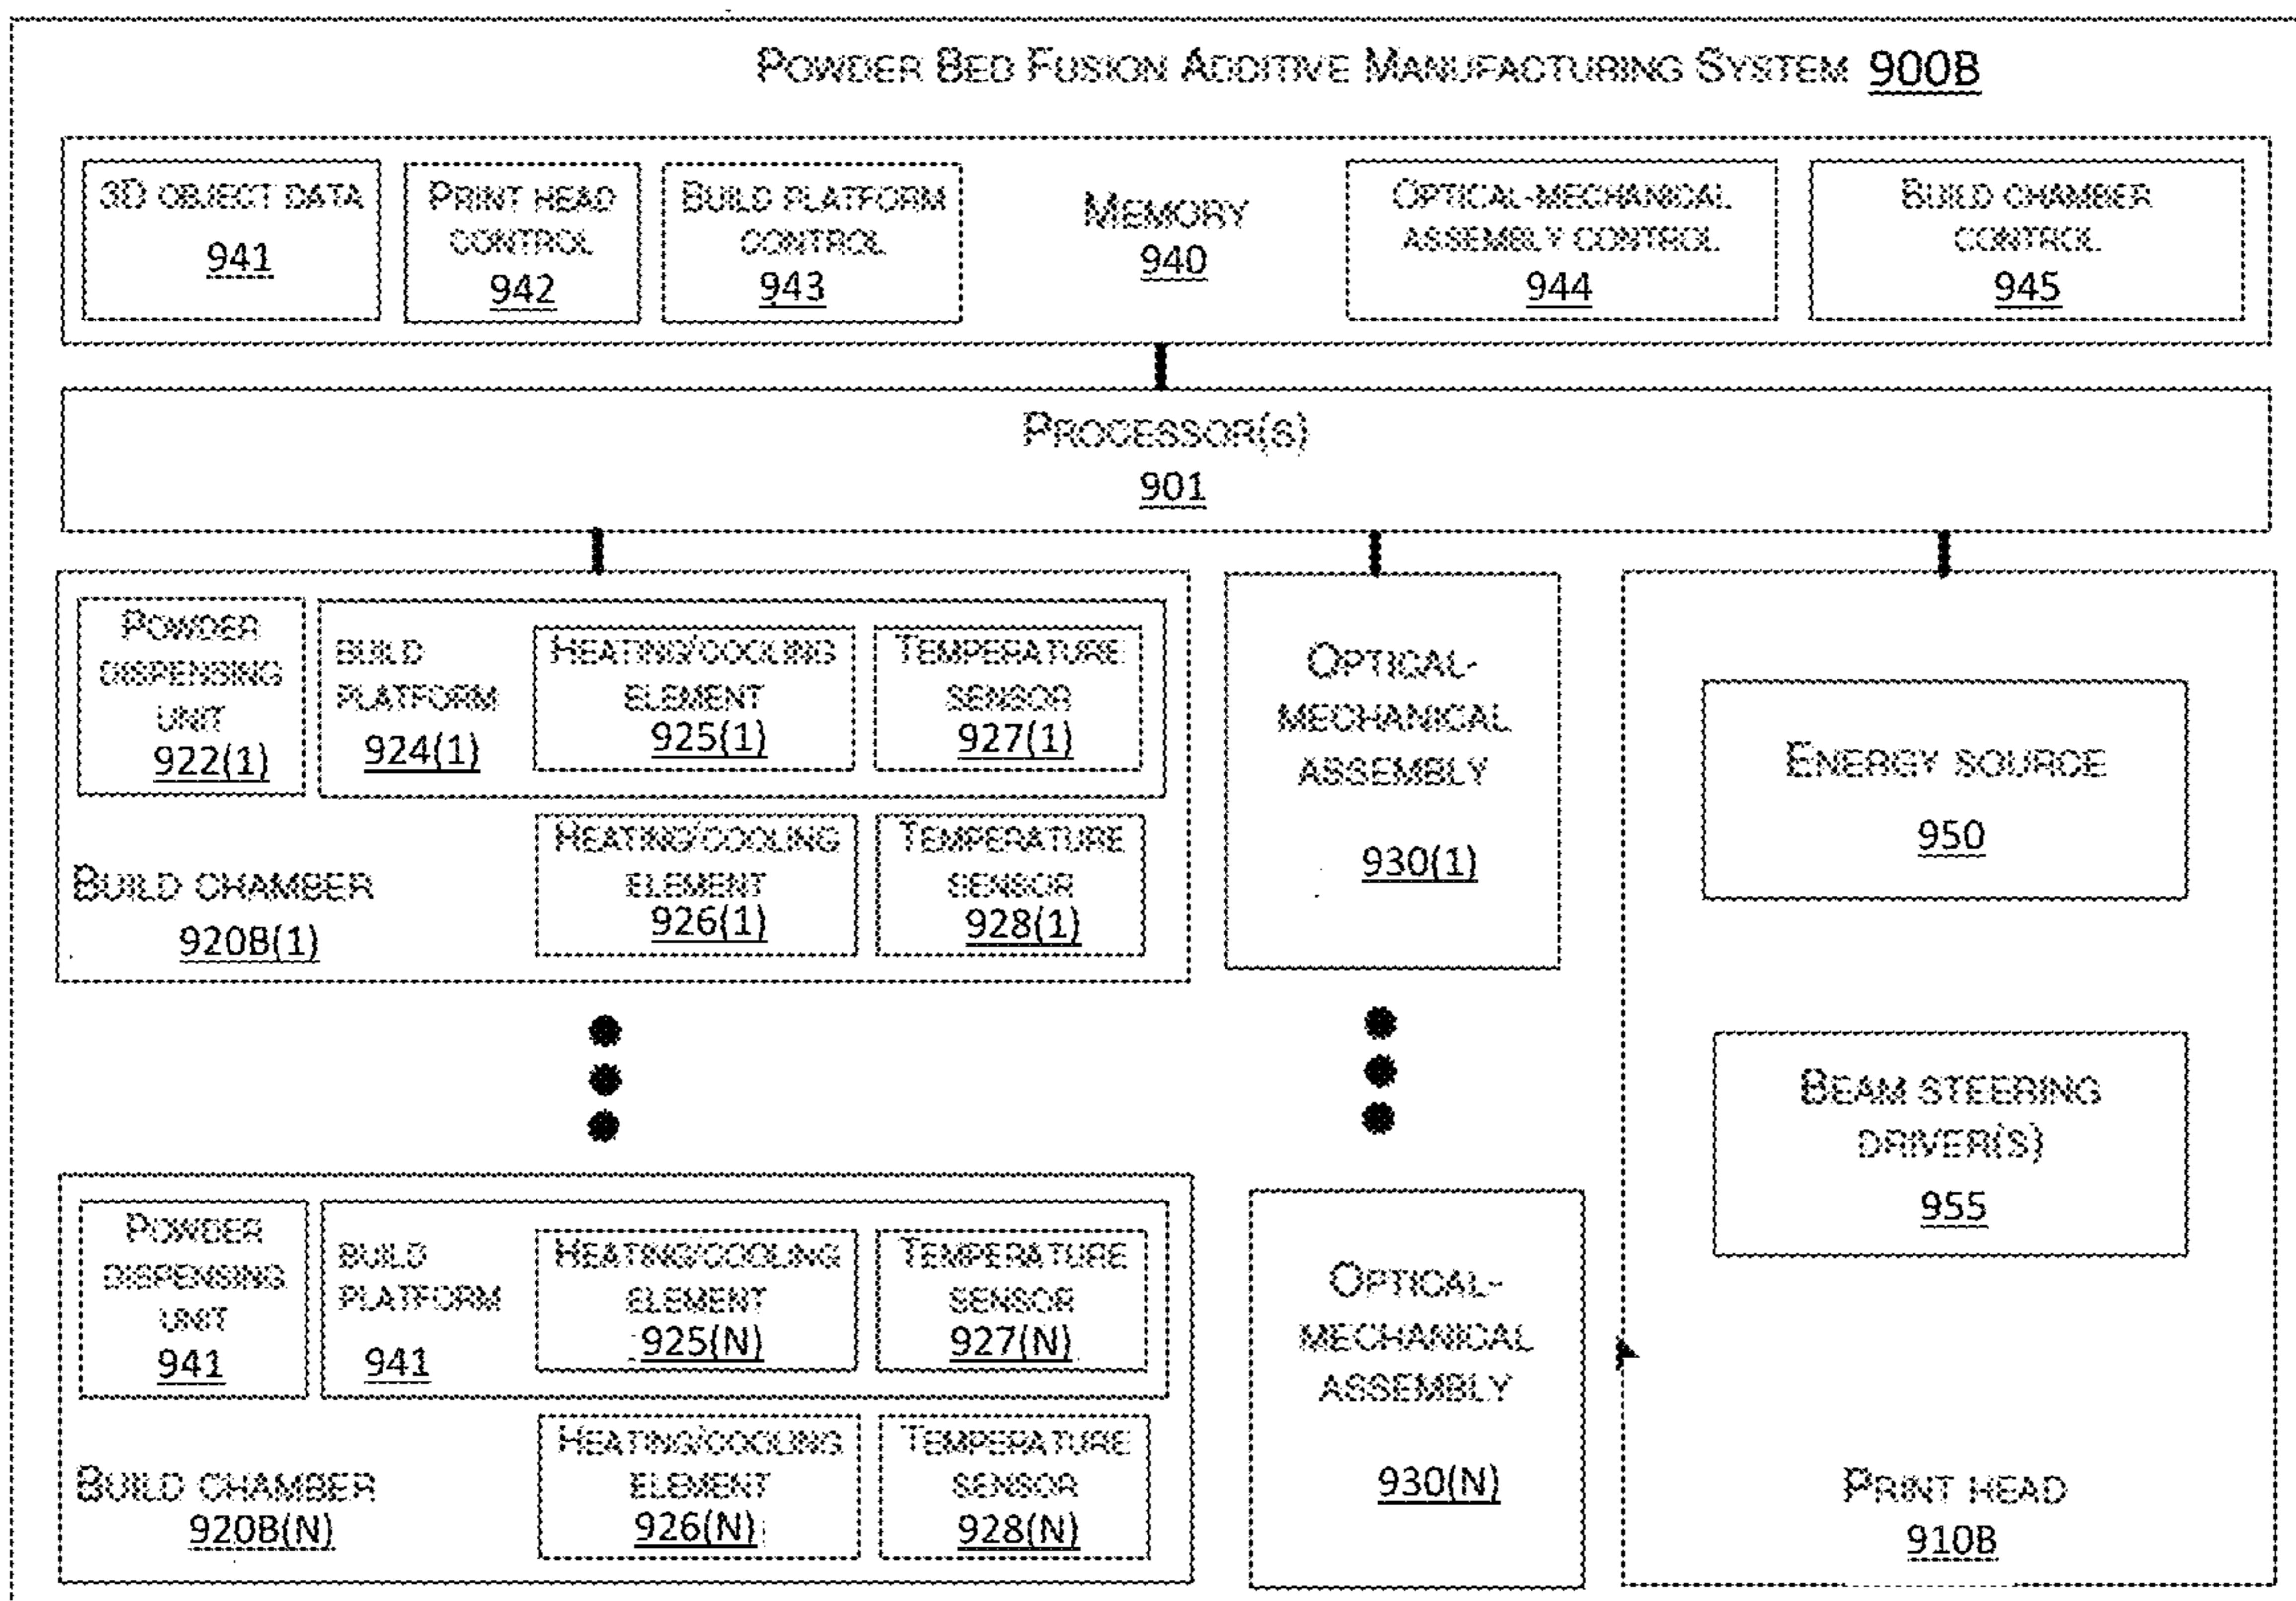 POWDER BED FUSION ADDITIVE MANUFACTURING SYSTEM 900B
3D OBJECT DATA
941
PRINT HEAD
CONTROL
942
BUILD PLATFORM
CONTROL
943
MEMORY
940
OPTICAL-MECHANICAL
ASSEMBLY CONTROL
944
BUILD CHAMBER
CONTROL
945
PROCESSOR(S)
901
POWDER
DISPENSING
UNIT
922(1)
BUILD
PLATFORM
924(1)
HEATING/COOLING
ELEMENT
925(1)
TEMPERATURE
SENSOR
927(1)
HEATING/COOLING
ELEMENT
926(1)
TEMPERATURE
SENSOR
928(1)
BUILD CHAMBER
920B(1)
OPTICAL-
MECHANICAL
ASSEMBLY
930(1)
ENERGY SOURCE
950
BEAM STEERING
DRIVER(S)
955
POWDER
DISPENSING
UNIT
941
BUILD
PLATFORM
941
HEATING/COOLING
ELEMENT
925(N)
TEMPERATURE
SENSOR
927(N)
HEATING/COOLING
ELEMENT
926(N)
TEMPERATURE
SENSOR
928(N)
BUILD CHAMBER
920B(N)
OPTICAL-
MECHANICAL
ASSEMBLY
930(N)
PRINT HEAD
910B